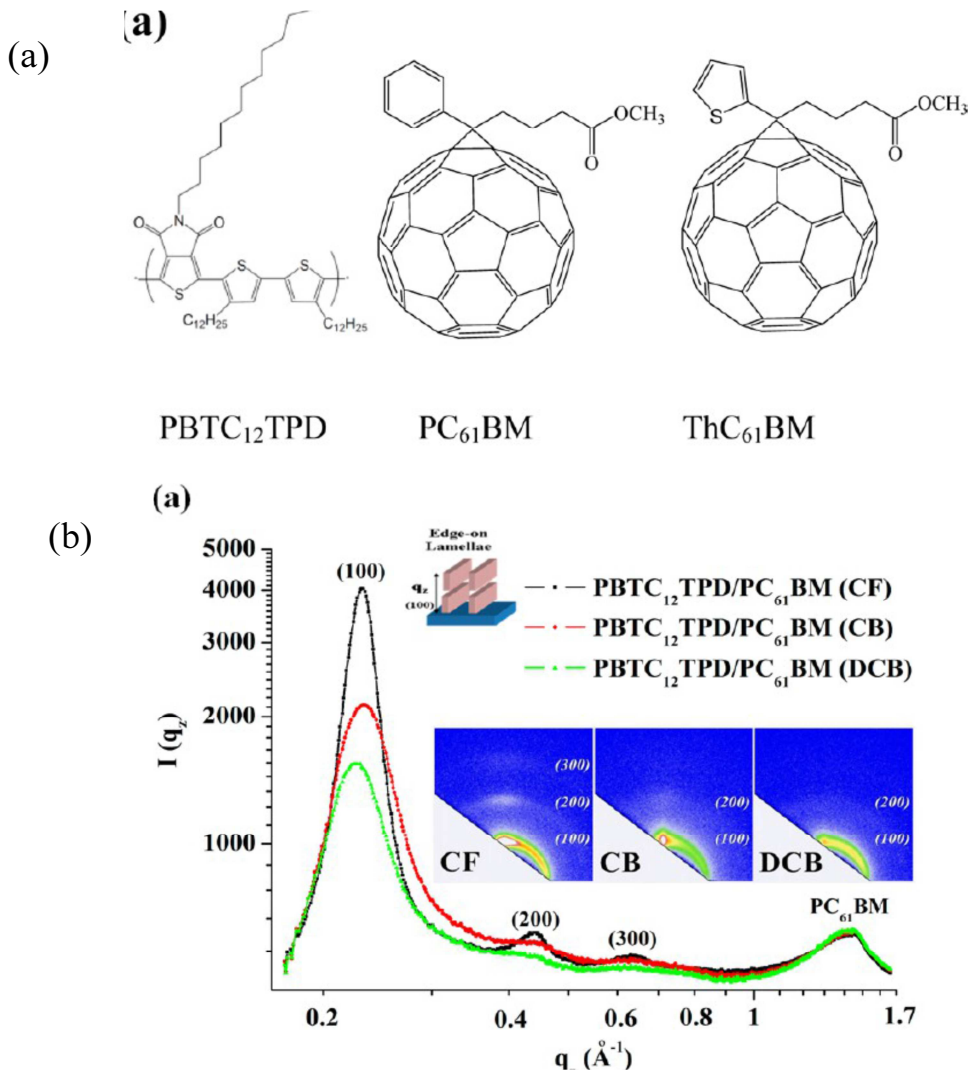 (a)
(a)
O
N
O
S
S
S
C12H25
C12H25
OCH3
O
S
OCH3
O
PBTC12TPD
PC61BM
ThC61BM
(b)
(a)
5000
4000
3000
2000
1000
I (qz)
(100)
Edge-on
Lamellae
qz
(100)
PBTC12TPD/PC61BM (CF)
PBTC12TPD/PC61BM (CB)
PBTC12TPD/PC61BM (DCB)
(300)
(200)
(100)
CF
(200)
(100)
CB
(200)
(100)
DCB
(200)
(300)
PC61BM
0.2
0.4
0.6
0.8
1
1.7
q (Å-1)